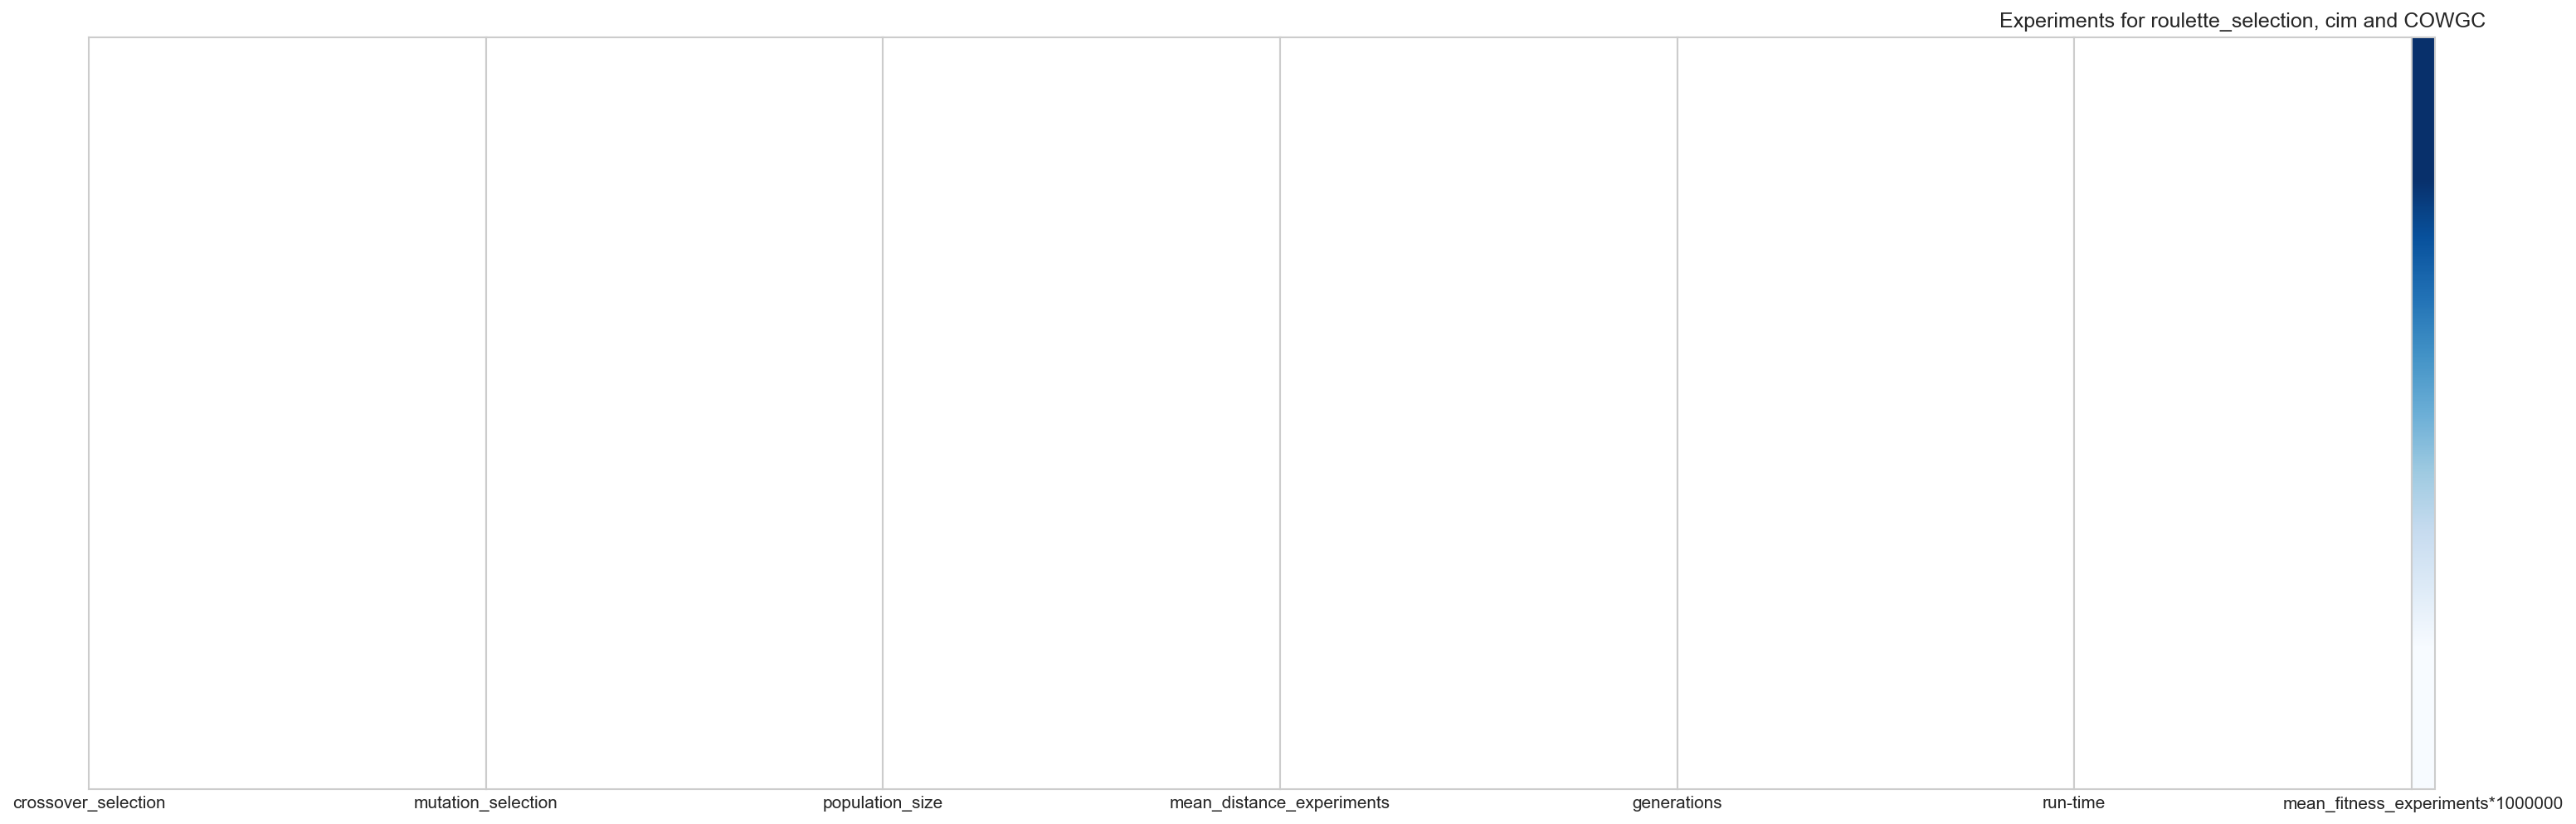 Experiments for roulette_selection, cim and COWGC
crossover_selection
mutation_selection
population_size
mean_distance_experiments
generations
run-time
mean_fitness_experiments*1000000